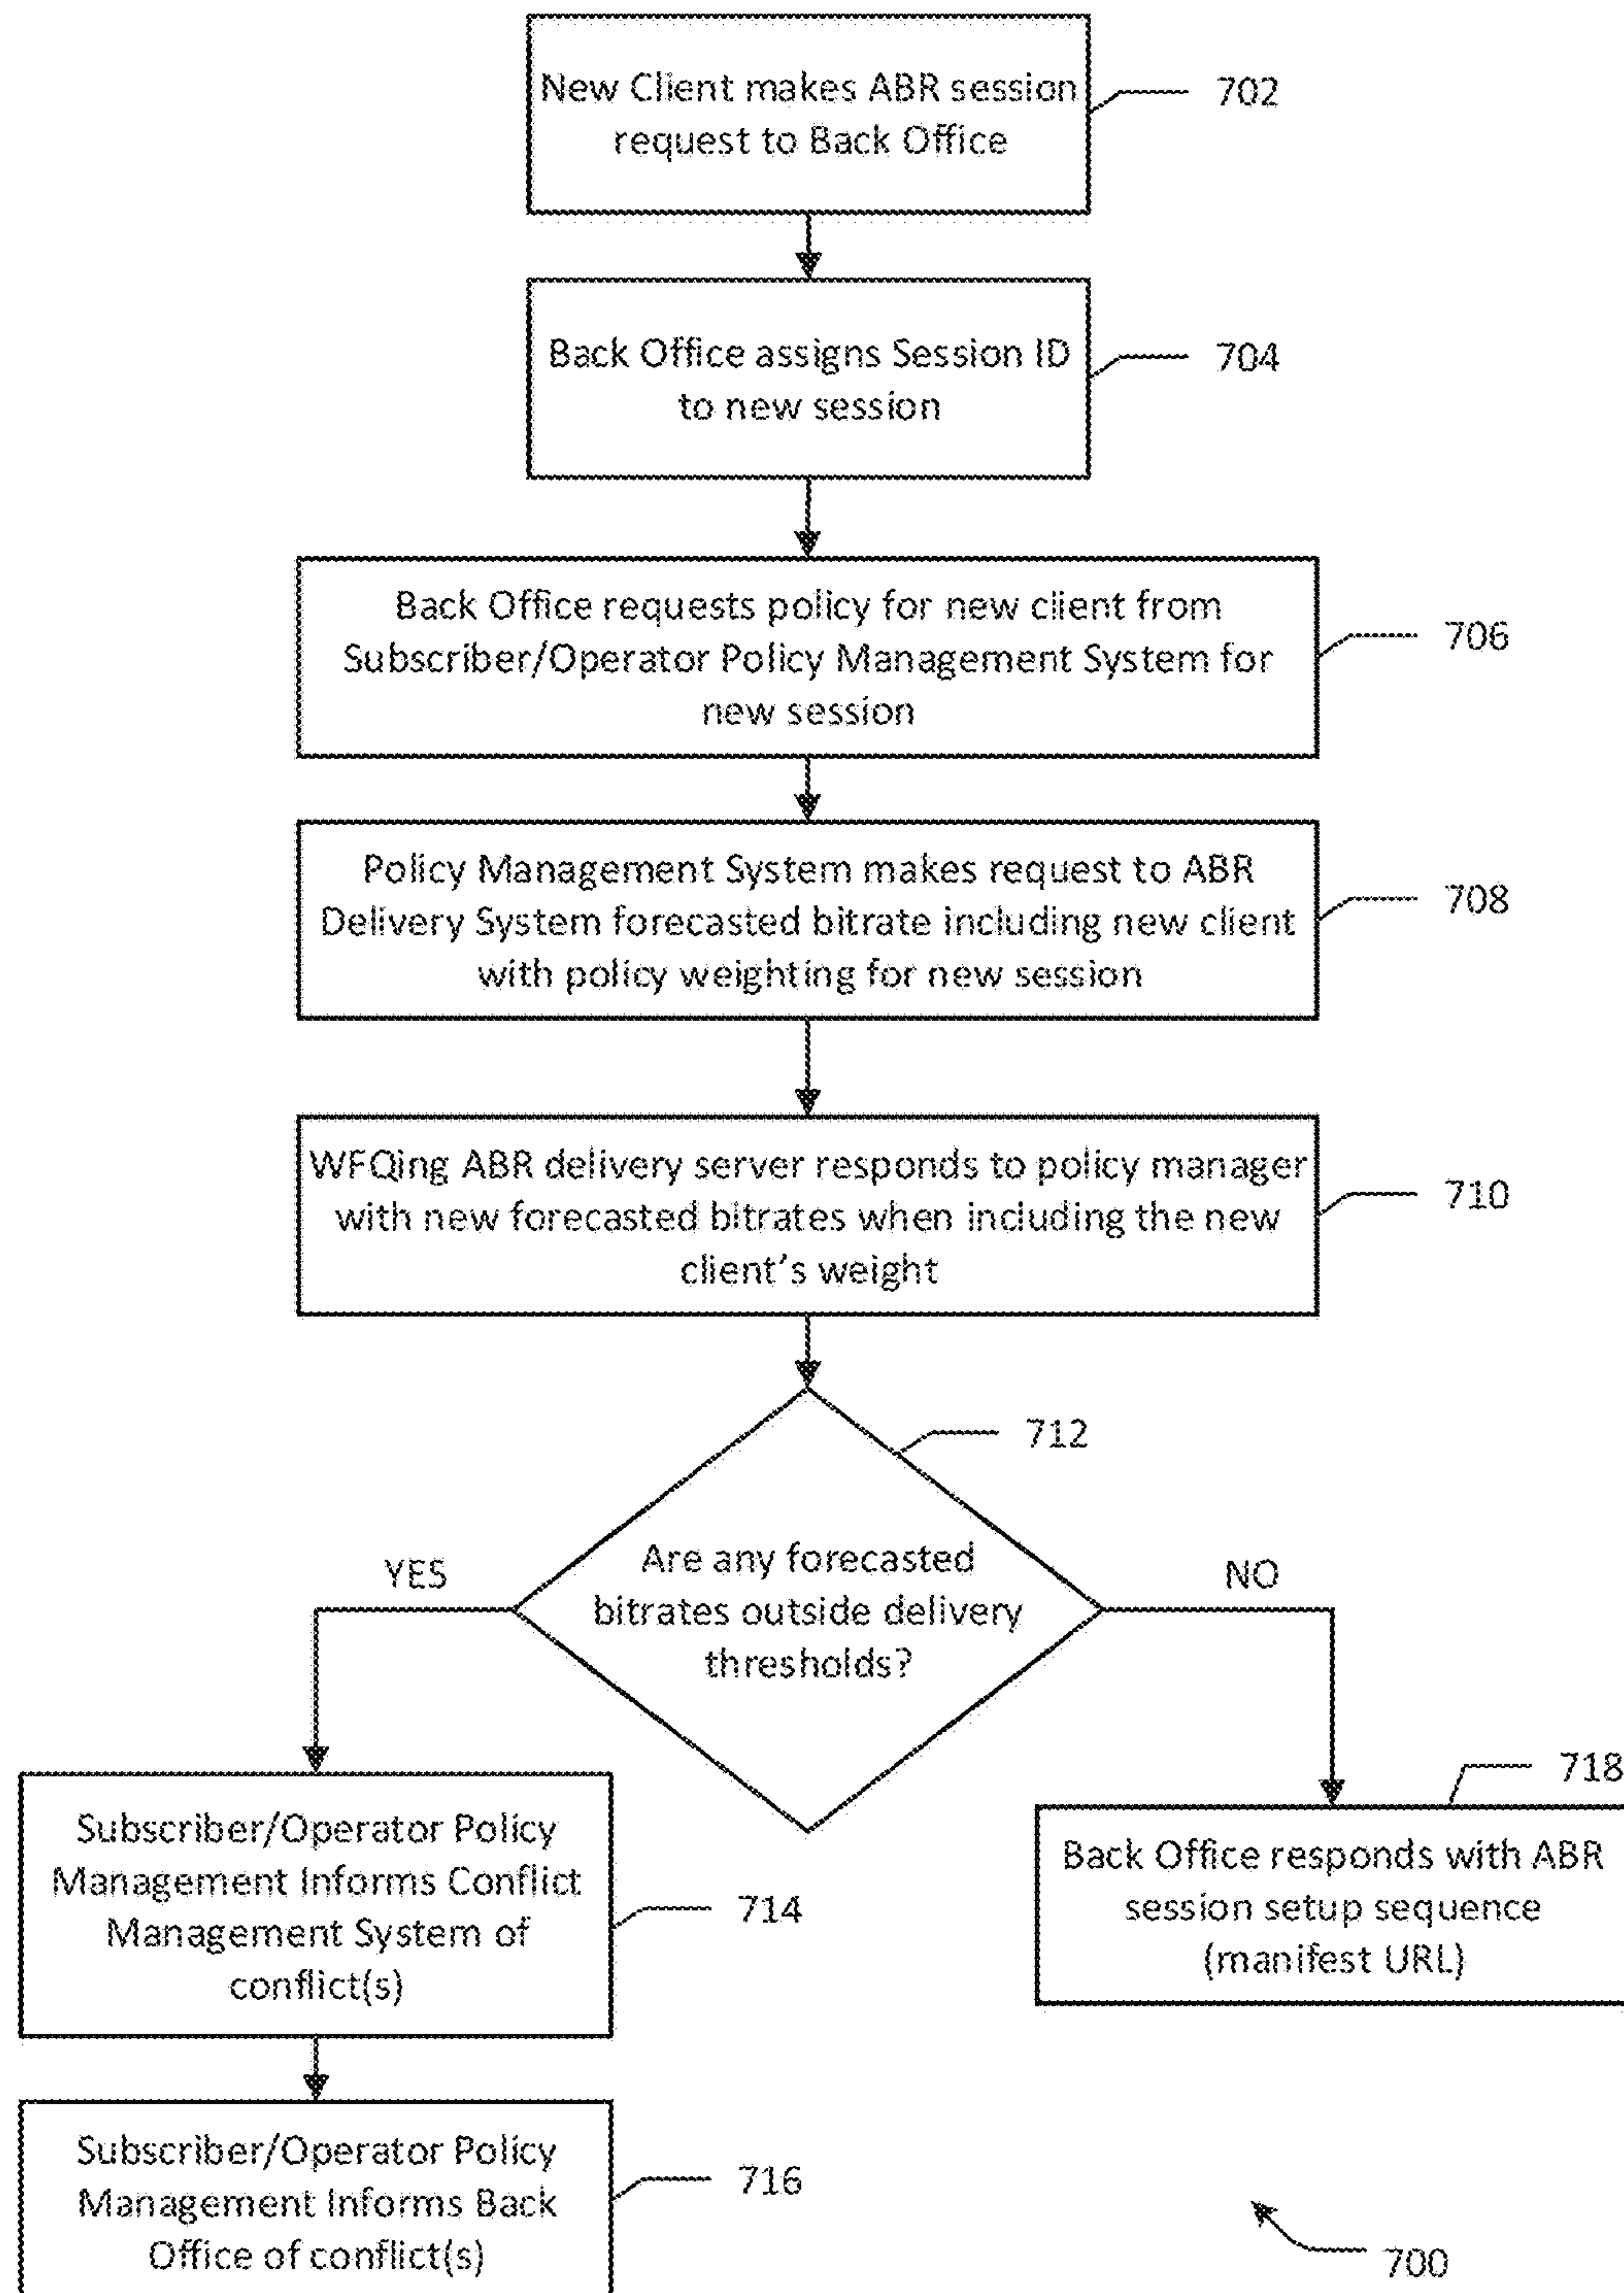 New Client makes ABR session
request to Back Office
702
Back Office assigns Session ID
to new session
704
Back Office requests policy for new client from
Subscriber/Operator Policy Management System for
new session
706
Policy Management System makes request to ABR
Delivery System forecasted bitrate including new client
with policy weighting for new session
708
WFQing ABR delivery server responds to policy manager
with new forecasted bitrates when including the new
client's weight
710
712
Are any forecasted
bitrates outside delivery
thresholds?
YES
NO
Subscriber/Operator Policy
Management Informs Conflict
Management System of
conflict(s)
714
718
Back Office responds with ABR
session setup sequence
(manifest URL)
Subscriber/Operator Policy
Management Informs Back
Office of conflict(s)
716
700